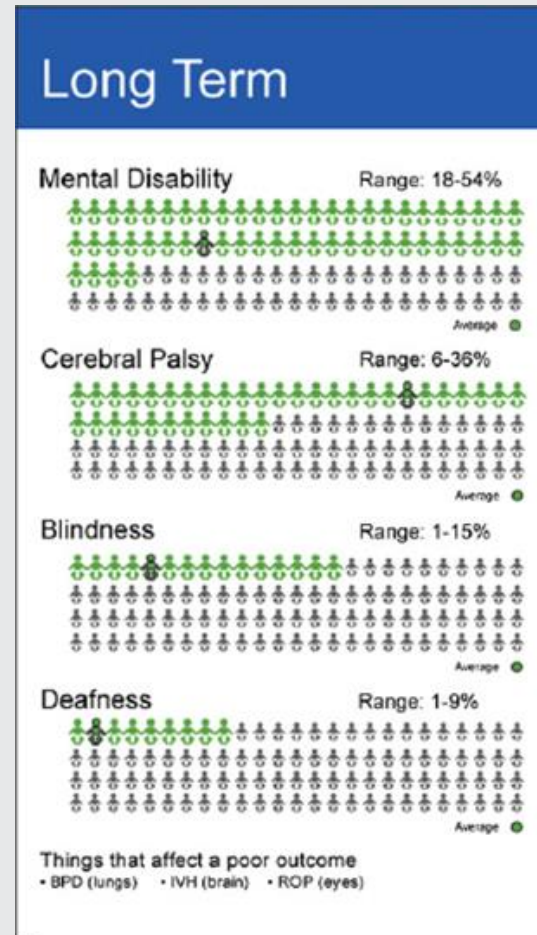 Long Term
Mental Disability Range: 18-54%
Average
Cerebral Palsy Range: 6-36%
Average
Blindness Range: 1-15%
Average
Deafness Range: 1-9%
Average
Things that affect a poor outcome
• BPD (lungs) • IVH (brain) • ROP (eyes)